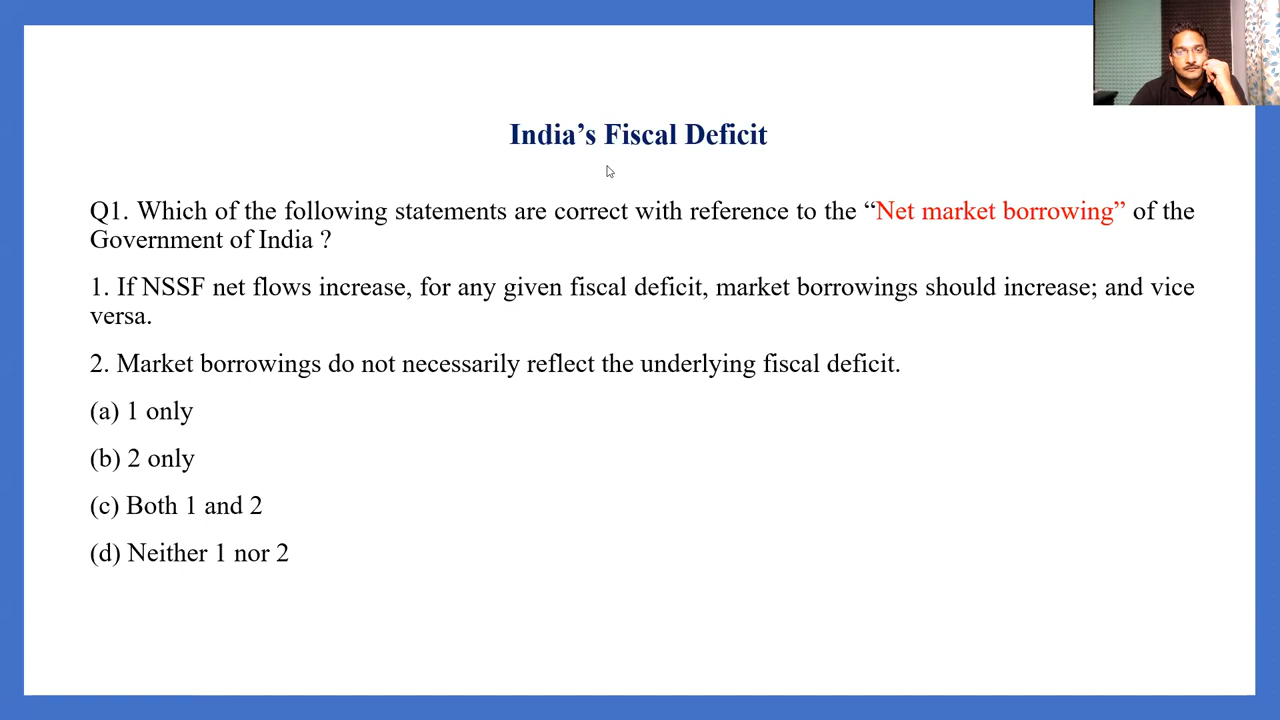 India’s Fiscal Deficit
Q1. Which of the following statements are correct with reference to the “Net market borrowing” of the
Government of India ?
1. If NSSF net flows increase, for any given fiscal deficit, market borrowings should increase; and vice
versa.
2. Market borrowings do not necessarily reflect the underlying fiscal deficit.
(a) 1 only
(b) 2 only
(c) Both 1 and 2
(d) Neither 1 nor 2